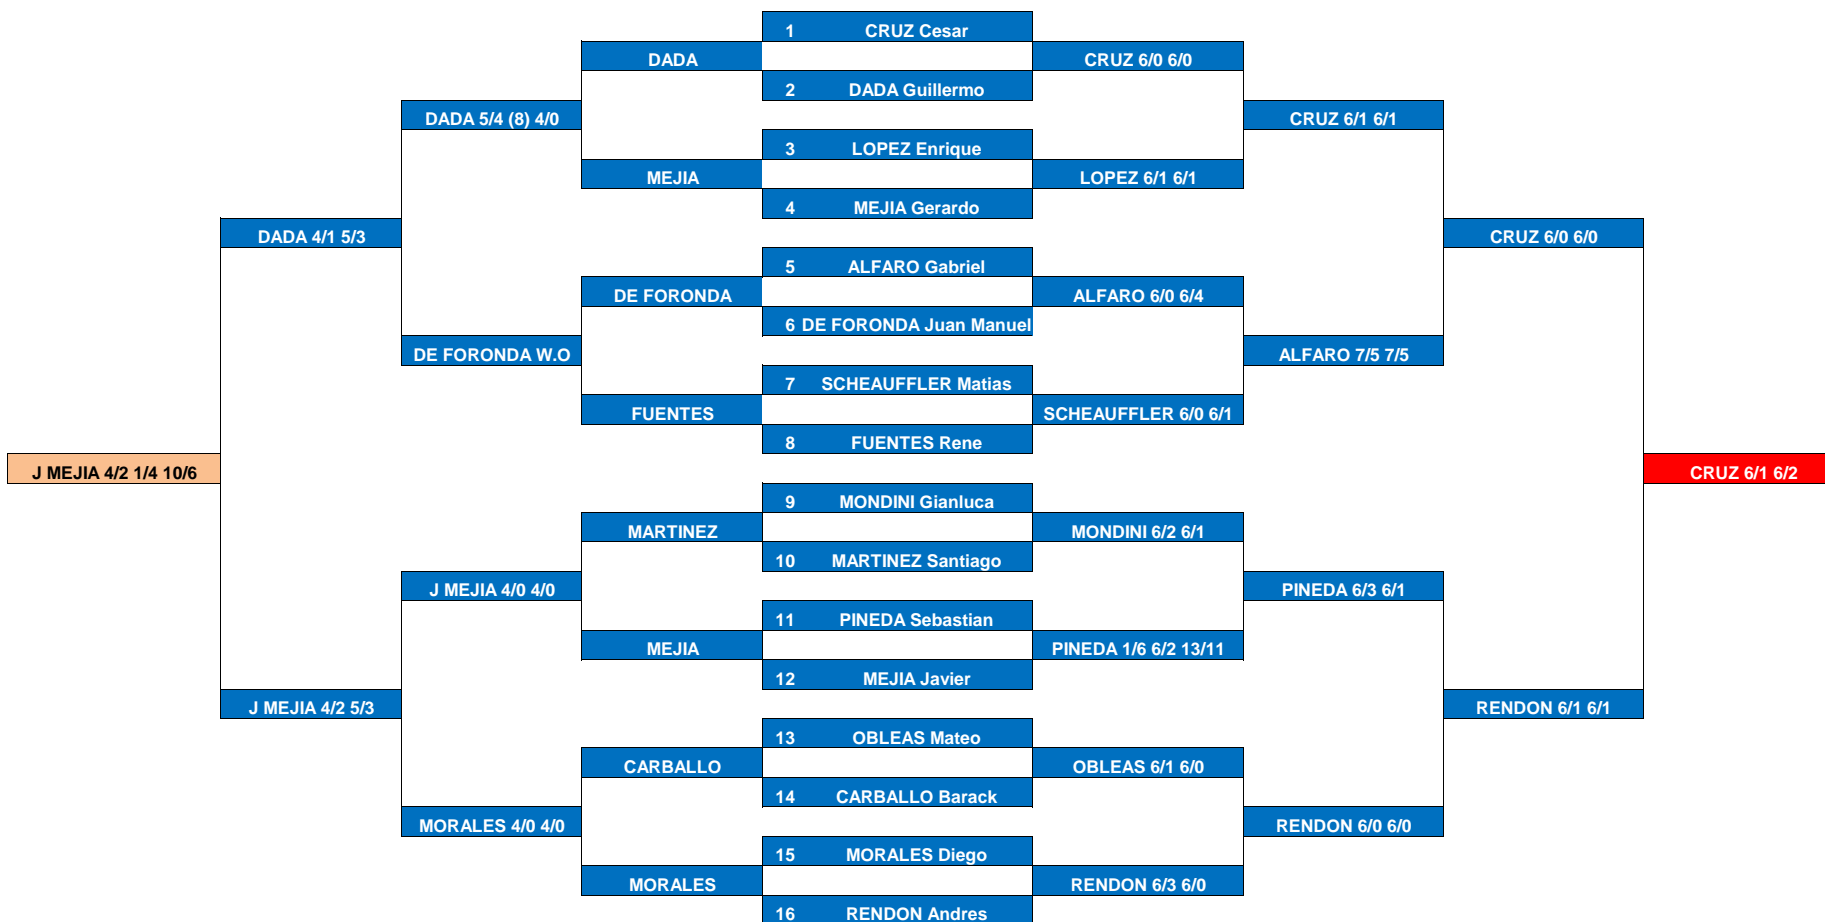 1 CRUZ Cesar
DADA CRUZ 6/0 6/0
2 DADA Guillermo
DADA 5/4 (8) 4/0 CRUZ 6/1 6/1
3 LOPEZ Enrique
MEJIA LOPEZ 6/1 6/1
4 MEJIA Gerardo
DADA 4/1 5/3 CRUZ 6/0 6/0
5 ALFARO Gabriel
DE FORONDA ALFARO 6/0 6/4
6 DE FORONDA Juan Manuel
DE FORONDA W.O ALFARO 7/5 7/5
7 SCHEAUFFLER Matias
FUENTES SCHEAUFFLER 6/0 6/1
8 FUENTES Rene
J MEJIA 4/2 1/4 10/6 CRUZ 6/1 6/2
9 MONDINI Gianluca
MARTINEZ MONDINI 6/2 6/1
10 MARTINEZ Santiago
J MEJIA 4/0 4/0 PINEDA 6/3 6/1
11 PINEDA Sebastian
MEJIA PINEDA 1/6 6/2 13/11
12 MEJIA Javier
J MEJIA 4/2 5/3 RENDON 6/1 6/1
13 OBLEAS Mateo
CARBALLO OBLEAS 6/1 6/0
14 CARBALLO Barack
MORALES 4/0 4/0 RENDON 6/0 6/0
15 MORALES Diego
MORALES RENDON 6/3 6/0
16 RENDON Andres